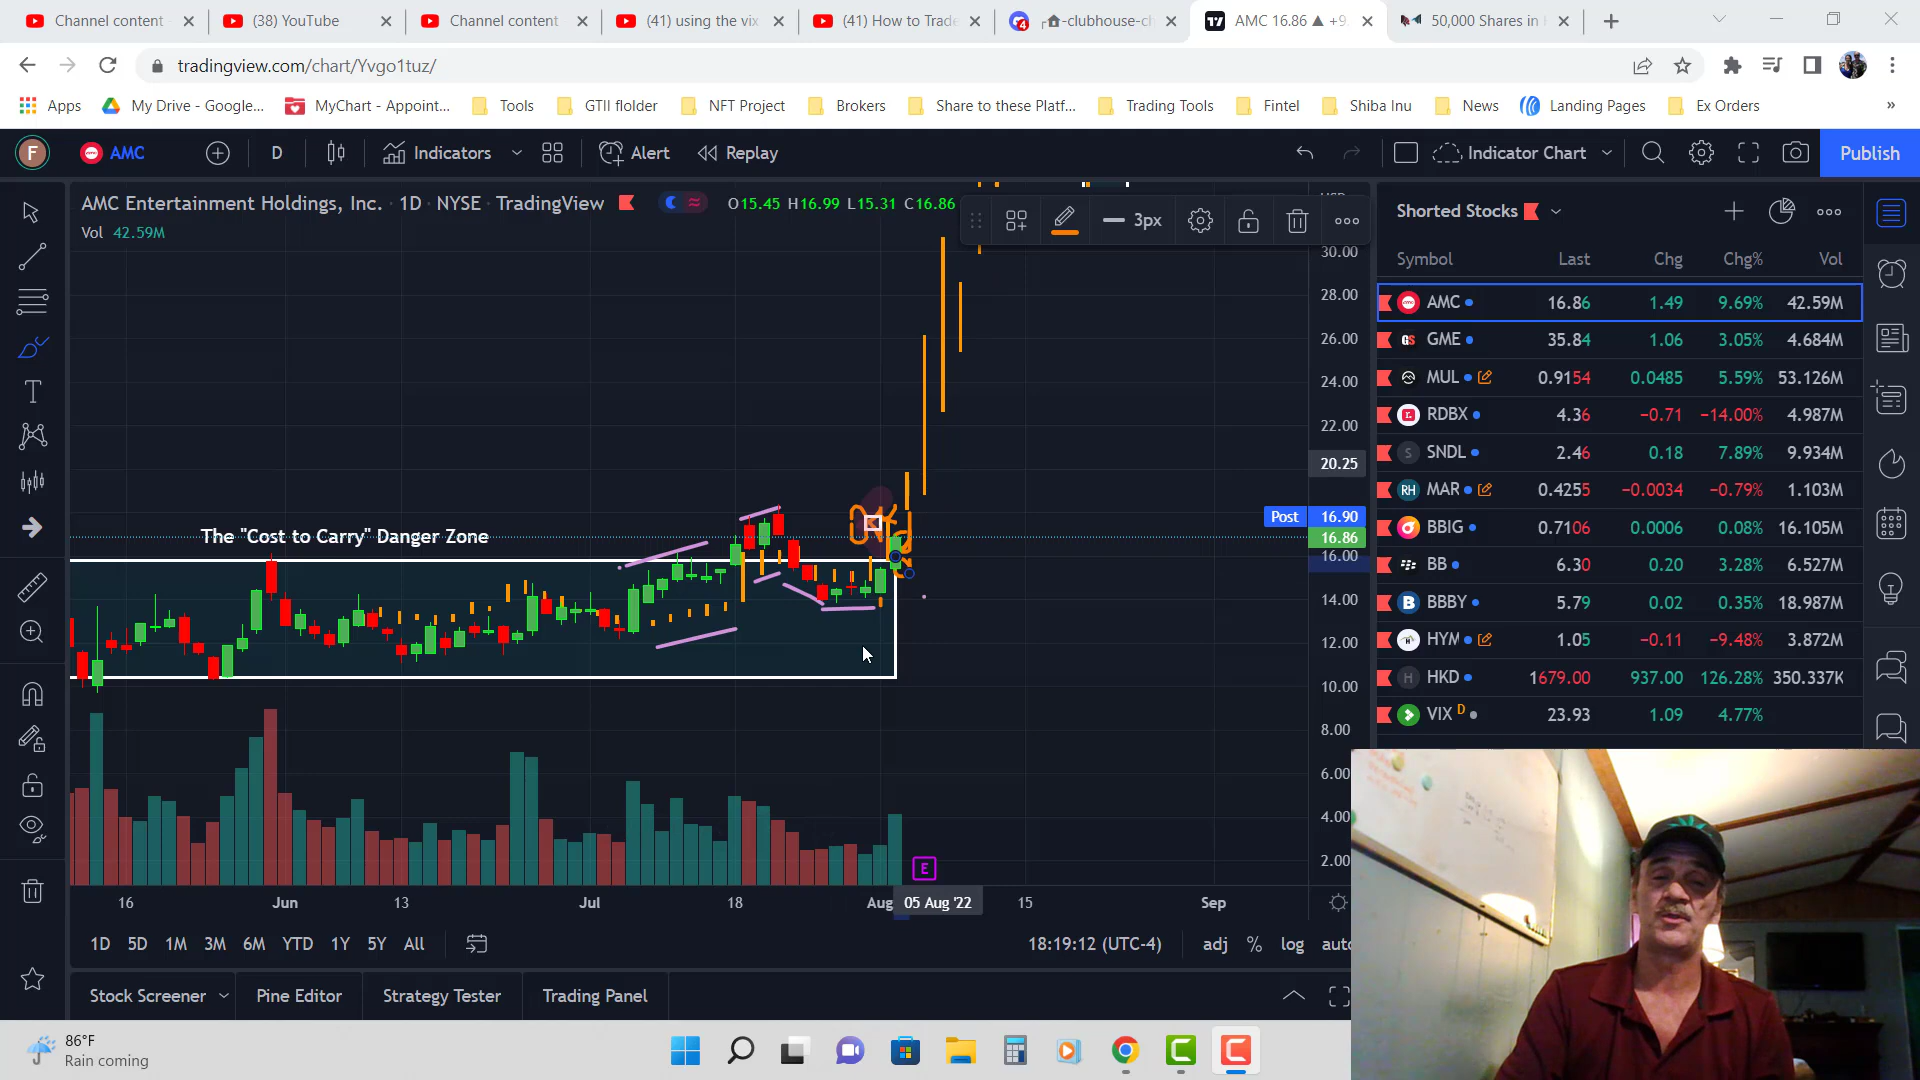 Channel content
(38) YouTube
Channel content
(41) using the vix
(41) How to Trade
-clubhouse-ch
AMC 16.86 ▲ +9.
50,000 Shares in
tradingview.com/chart/Yvgo1tuz/
Apps
My Drive - Google...
MyChart - Appoint...
Tools
GTII flolder
NFT Project
Brokers
Share to these Platf...
Trading Tools
Fintel
Shiba Inu
News
Landing Pages
Ex Orders
»
F
AMC
D
Indicators
Alert
Replay
Indicator Chart
Publish
AMC Entertainment Holdings, Inc. · 1D · NYSE · TradingView
O15.45 H16.99 L15.31 C16.86
Vol 42.59M
3px
30.00
28.00
26.00
24.00
22.00
20.25
Post 16.90
16.86
16.00
14.00
12.00
10.00
8.00
6.00
4.00
2.00
The "Cost to Carry" Danger Zone
E
16
Jun
13
Jul
18
Aug
05 Aug '22
15
Sep
1D 5D 1M 3M 6M YTD 1Y 5Y All
18:19:12 (UTC-4)
adj % log auto
Stock Screener
Pine Editor
Strategy Tester
Trading Panel
Shorted Stocks
Symbol Last Chg Chg% Vol
AMC 16.86 1.49 9.69% 42.59M
GME 35.84 1.06 3.05% 4.684M
MUL 0.9154 0.0485 5.59% 53.126M
RDBX 4.36 −0.71 −14.00% 4.987M
SNDL 2.46 0.18 7.89% 9.934M
MAR 0.4255 −0.0034 −0.79% 1.103M
BBIG 0.7106 0.0006 0.08% 16.105M
BB 6.30 0.20 3.28% 6.527M
BBBY 5.79 0.02 0.35% 18.987M
HYM 1.05 −0.11 −9.48% 3.872M
HKD 1679.00 937.00 126.28% 350.337K
VIX D 23.93 1.09 4.77%
86°F
Rain coming